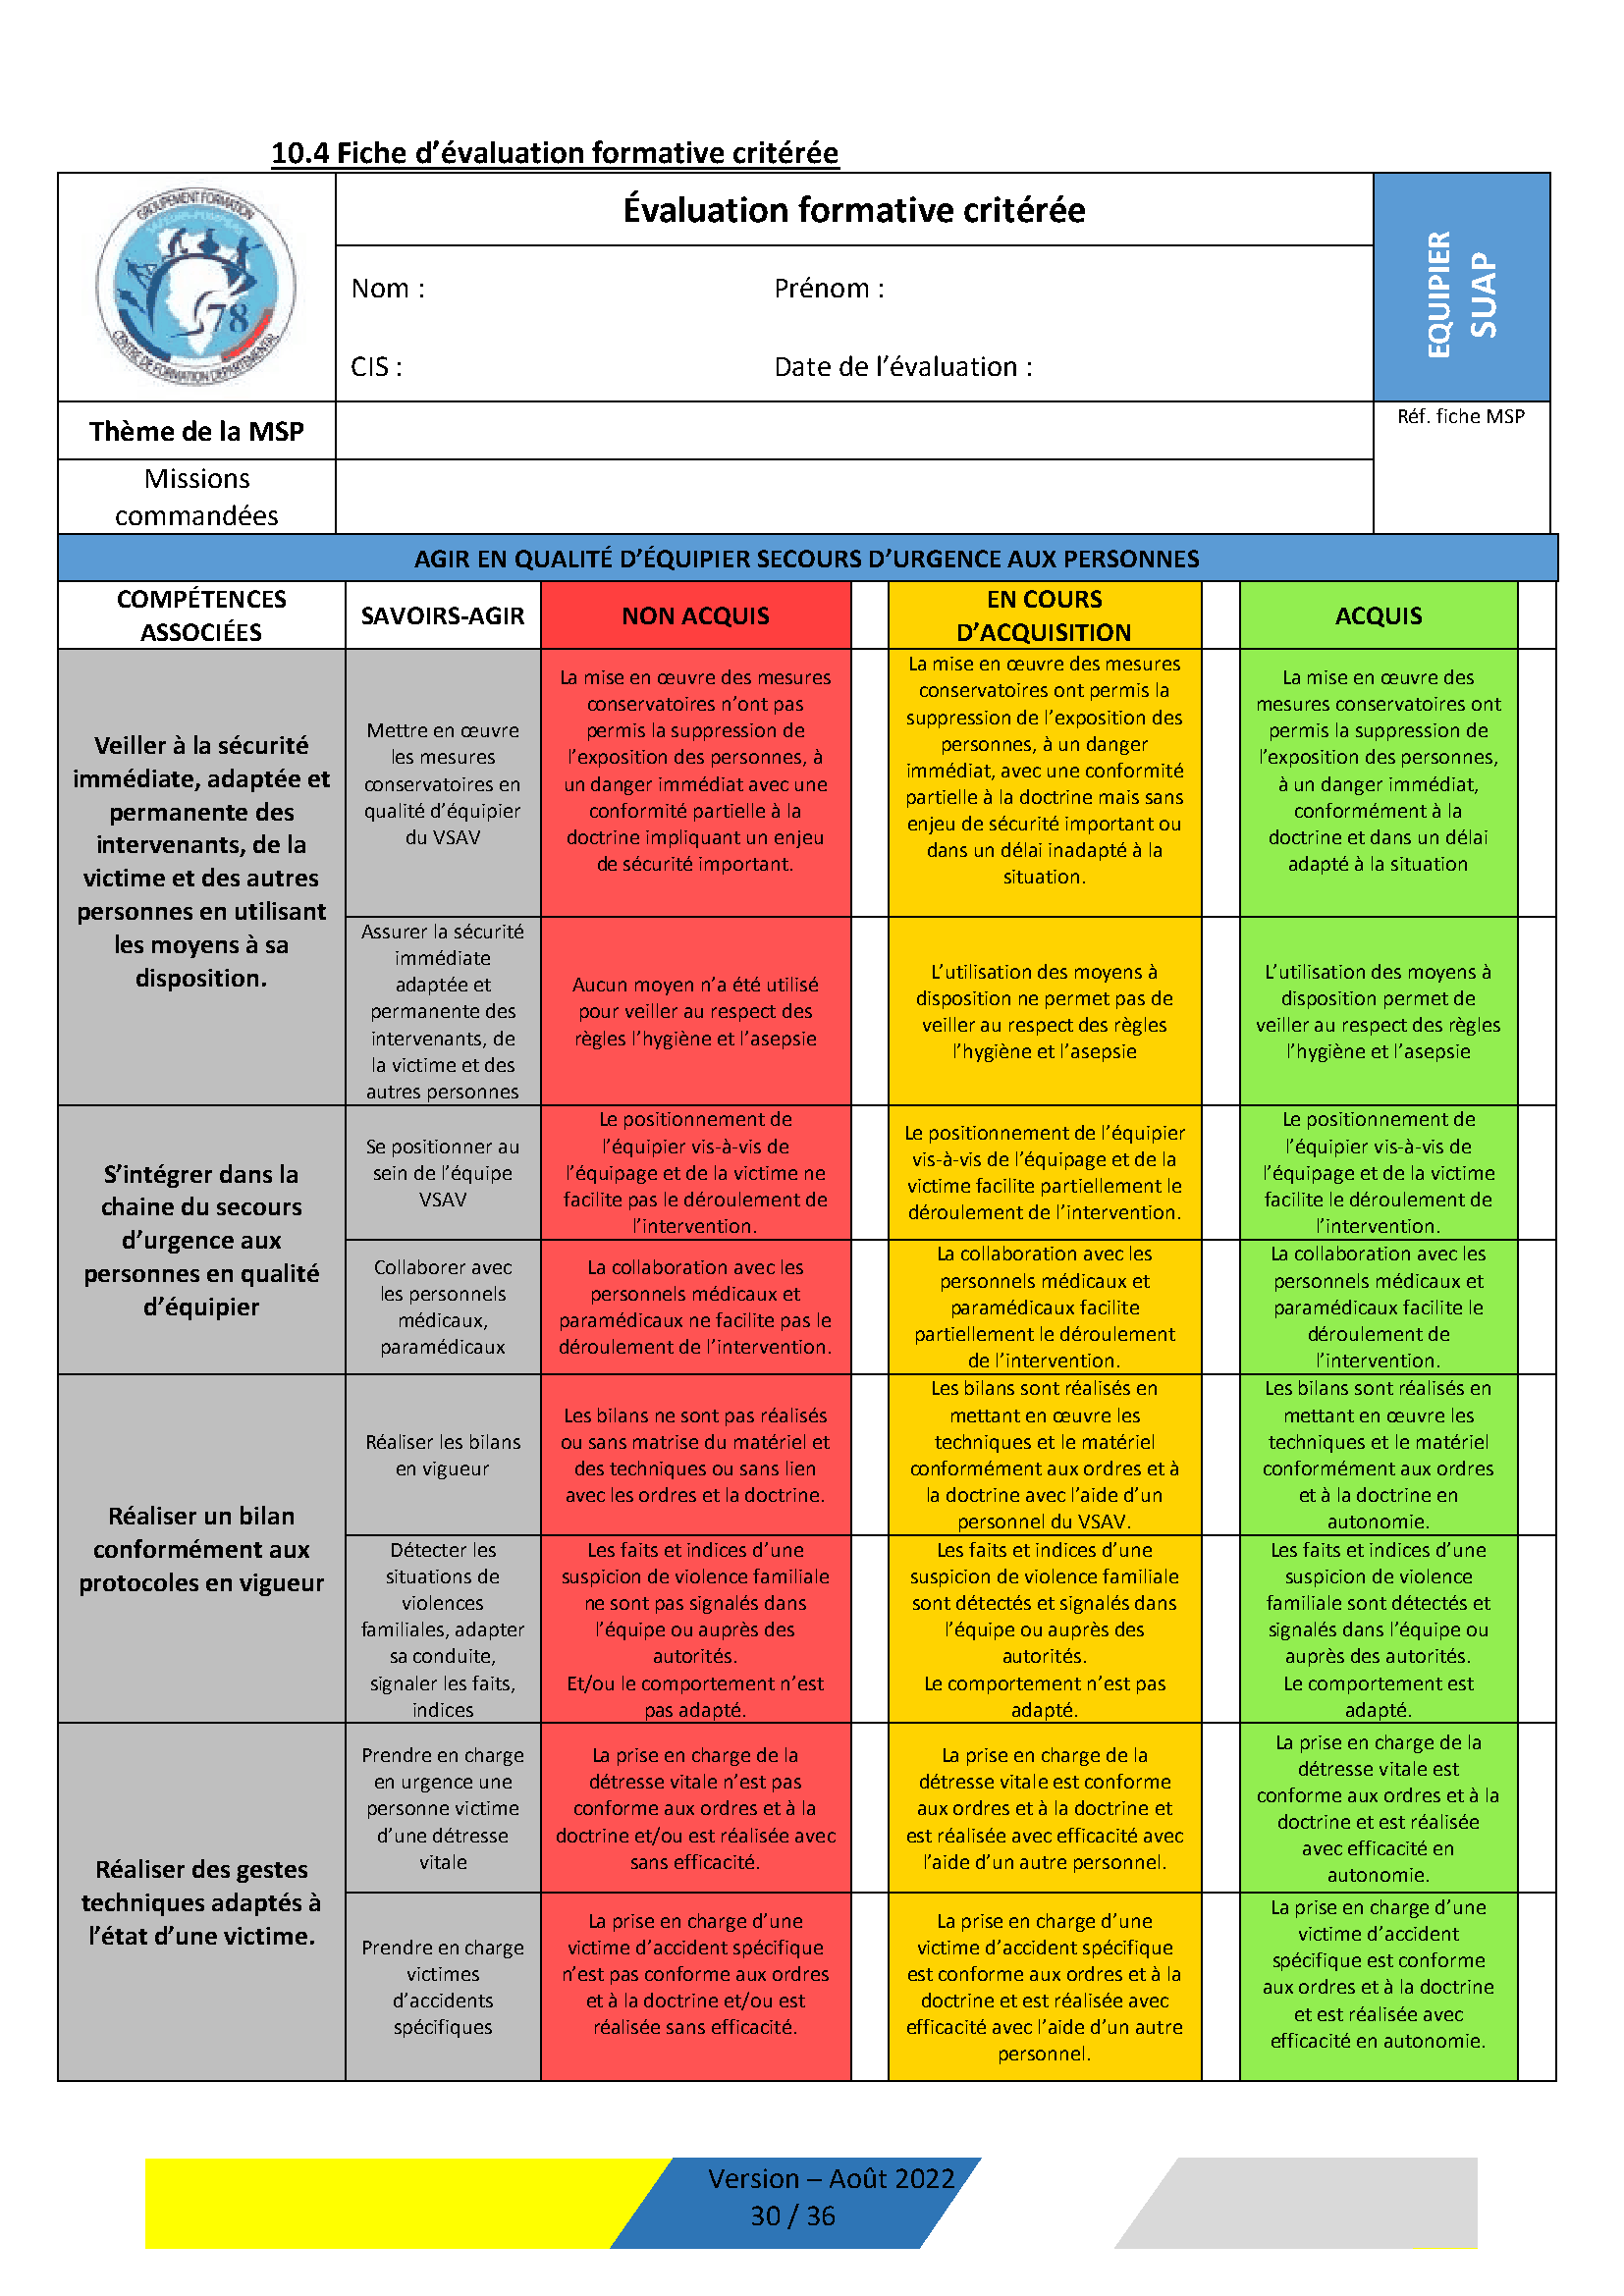 10.4 Fiche d’évaluation formative critérée
GROUPEMENT FORMATION
SAPEURS-POMPIERS
78
CENTRE DE FORMATION DEPARTEMENTAL
Évaluation formative critérée
Nom :
Prénom :
CIS :
Date de l’évaluation :
EQUIPIER
SUAP
Thème de la MSP
Réf. fiche MSP
Missions
commandées
AGIR EN QUALITÉ D’ÉQUIPIER SECOURS D’URGENCE AUX PERSONNES
COMPÉTENCES
ASSOCIÉES
SAVOIRS-AGIR
NON ACQUIS
EN COURS
D’ACQUISITION
ACQUIS
Veiller à la sécurité
immédiate, adaptée et
permanente des
intervenants, de la
victime et des autres
personnes en utilisant
les moyens à sa
disposition.
Mettre en œuvre
les mesures
conservatoires en
qualité d’équipier
du VSAV
La mise en œuvre des mesures
conservatoires n’ont pas
permis la suppression de
l’exposition des personnes, à
un danger immédiat avec une
conformité partielle à la
doctrine impliquant un enjeu
de sécurité important.
La mise en œuvre des mesures
conservatoires ont permis la
suppression de l’exposition des
personnes, à un danger
immédiat, avec une conformité
partielle à la doctrine mais sans
enjeu de sécurité important ou
dans un délai inadapté à la
situation.
La mise en œuvre des
mesures conservatoires ont
permis la suppression de
l’exposition des personnes,
à un danger immédiat,
conformément à la
doctrine et dans un délai
adapté à la situation
Assurer la sécurité
immédiate
adaptée et
permanente des
intervenants, de
la victime et des
autres personnes
Aucun moyen n’a été utilisé
pour veiller au respect des
règles l’hygiène et l’asepsie
L’utilisation des moyens à
disposition ne permet pas de
veiller au respect des règles
l’hygiène et l’asepsie
L’utilisation des moyens à
disposition permet de
veiller au respect des règles
l’hygiène et l’asepsie
S’intégrer dans la
chaine du secours
d’urgence aux
personnes en qualité
d’équipier
Se positionner au
sein de l’équipe
VSAV
Le positionnement de
l’équipier vis-à-vis de
l’équipage et de la victime ne
facilite pas le déroulement de
l’intervention.
Le positionnement de l’équipier
vis-à-vis de l’équipage et de la
victime facilite partiellement le
déroulement de l’intervention.
Le positionnement de
l’équipier vis-à-vis de
l’équipage et de la victime
facilite le déroulement de
l’intervention.
Collaborer avec
les personnels
médicaux,
paramédicaux
La collaboration avec les
personnels médicaux et
paramédicaux ne facilite pas le
déroulement de l’intervention.
La collaboration avec les
personnels médicaux et
paramédicaux facilite
partiellement le déroulement
de l’intervention.
La collaboration avec les
personnels médicaux et
paramédicaux facilite le
déroulement de
l’intervention.
Réaliser un bilan
conformément aux
protocoles en vigueur
Réaliser les bilans
en vigueur
Les bilans ne sont pas réalisés
ou sans matrise du matériel et
des techniques ou sans lien
avec les ordres et la doctrine.
Les bilans sont réalisés en
mettant en œuvre les
techniques et le matériel
conformément aux ordres et à
la doctrine avec l’aide d’un
personnel du VSAV.
Les bilans sont réalisés en
mettant en œuvre les
techniques et le matériel
conformément aux ordres
et à la doctrine en
autonomie.
Détecter les
situations de
violences
familiales, adapter
sa conduite,
signaler les faits,
indices
Les faits et indices d’une
suspicion de violence familiale
ne sont pas signalés dans
l’équipe ou auprès des
autorités.
Et/ou le comportement n’est
pas adapté.
Les faits et indices d’une
suspicion de violence familiale
sont détectés et signalés dans
l’équipe ou auprès des
autorités.
Le comportement n’est pas
adapté.
Les faits et indices d’une
suspicion de violence
familiale sont détectés et
signalés dans l’équipe ou
auprès des autorités.
Le comportement est
adapté.
Réaliser des gestes
techniques adaptés à
l’état d’une victime.
Prendre en charge
en urgence une
personne victime
d’une détresse
vitale
La prise en charge de la
détresse vitale n’est pas
conforme aux ordres et à la
doctrine et/ou est réalisée avec
sans efficacité.
La prise en charge de la
détresse vitale est conforme
aux ordres et à la doctrine et
est réalisée avec efficacité avec
l’aide d’un autre personnel.
La prise en charge de la
détresse vitale est
conforme aux ordres et à la
doctrine et est réalisée
avec efficacité en
autonomie.
Prendre en charge
victimes
d’accidents
spécifiques
La prise en charge d’une
victime d’accident spécifique
n’est pas conforme aux ordres
et à la doctrine et/ou est
réalisée sans efficacité.
La prise en charge d’une
victime d’accident spécifique
est conforme aux ordres et à la
doctrine et est réalisée avec
efficacité avec l’aide d’un autre
personnel.
La prise en charge d’une
victime d’accident
spécifique est conforme
aux ordres et à la doctrine
et est réalisée avec
efficacité en autonomie.
Version – Août 2022
30 / 36